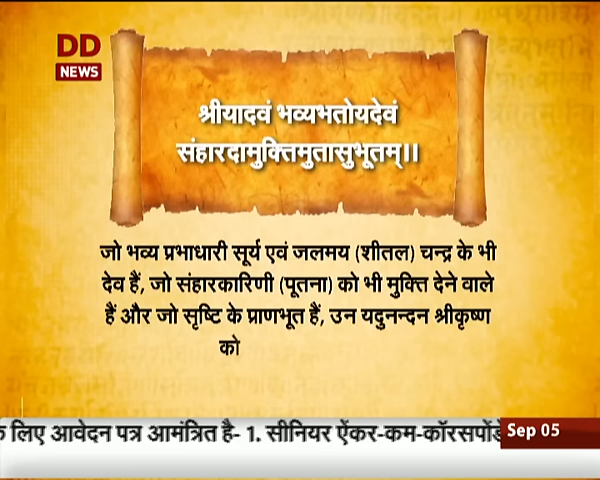 DD
NEWS
श्रीयादवं भव्यभतोयदेवं
संहारदामुक्तिमुतासुभूतम्।।
जो भव्य प्रभाधारी सूर्य एवं जलमय (शीतल) चन्द्र के भी
देव हैं, जो संहारकारिणी (पूतना) को भी मुक्ति देने वाले
हैं और जो सृष्टि के प्राणभूत हैं, उन यदुनन्दन श्रीकृष्ण
को
के लिए आवेदन पत्र आमंत्रित है- 1. सीनियर ऐंकर-कम-कॉरसपोंडे
Sep 05